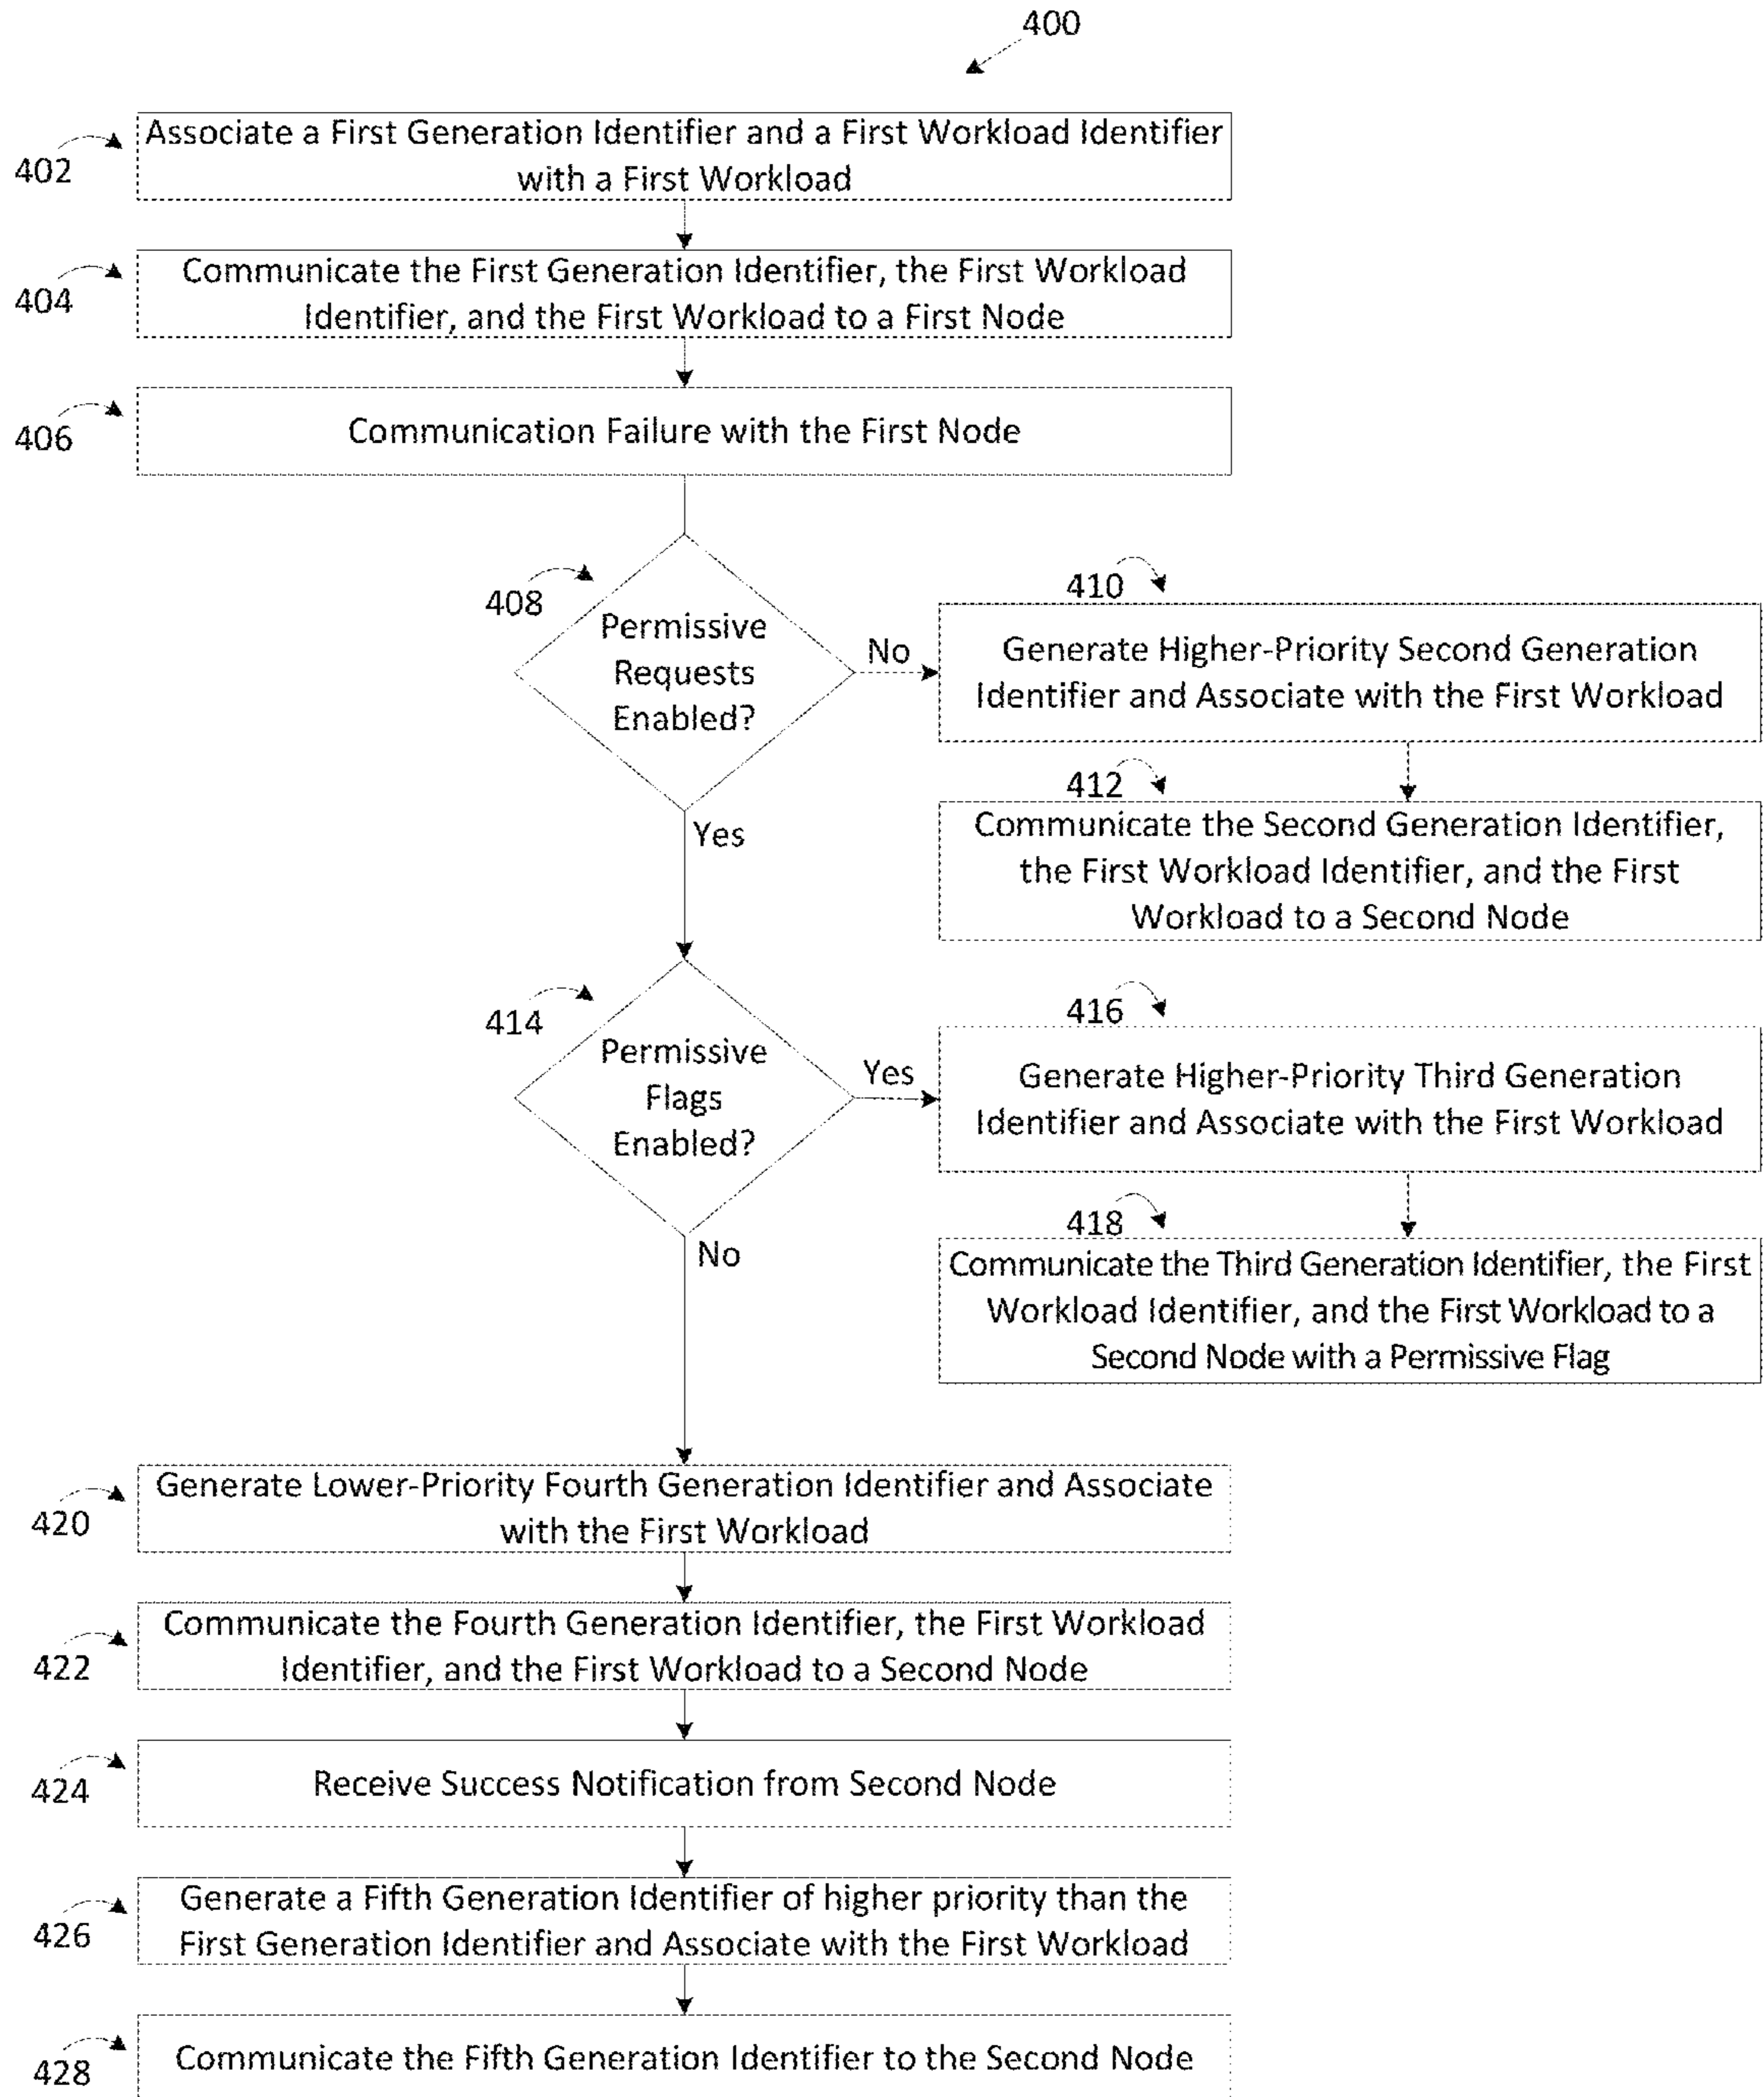 400
402
Associate a First Generation Identifier and a First Workload Identifier
with a First Workload
404
Communicate the First Generation Identifier, the First Workload
Identifier, and the First Workload to a First Node
406
Communication Failure with the First Node
408
Permissive
Requests
Enabled?
No
Yes
410
Generate Higher-Priority Second Generation
Identifier and Associate with the First Workload
412
Communicate the Second Generation Identifier,
the First Workload Identifier, and the First
Workload to a Second Node
414
Permissive
Flags
Enabled?
Yes
No
416
Generate Higher-Priority Third Generation
Identifier and Associate with the First Workload
418
Communicate the Third Generation Identifier, the First
Workload Identifier, and the First Workload to a
Second Node with a Permissive Flag
420
Generate Lower-Priority Fourth Generation Identifier and Associate
with the First Workload
422
Communicate the Fourth Generation Identifier, the First Workload
Identifier, and the First Workload to a Second Node
424
Receive Success Notification from Second Node
426
Generate a Fifth Generation Identifier of higher priority than the
First Generation Identifier and Associate with the First Workload
428
Communicate the Fifth Generation Identifier to the Second Node